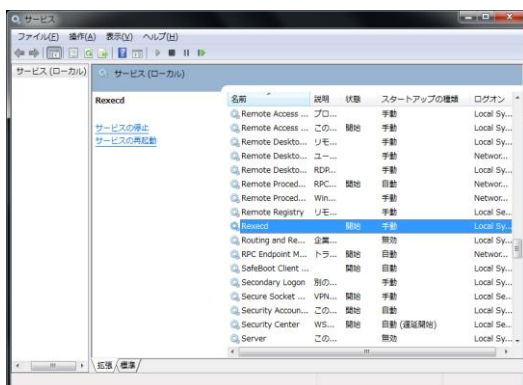 サービス
ファイル(F) 操作(A) 表示(V) ヘルプ(H)
サービス (ローカル)
サービス (ローカル)
Rexecd
サービスの停止
サービスの再起動
名前 説明 状態 スタートアップの種類 ログオン
Remote Access ... プロ... 手動 Local Sy...
Remote Access ... この... 開始 手動 Local Sy...
Remote Deskto... リモ... 手動 Local Sy...
Remote Deskto... ユー... 手動 Networ...
Remote Deskto... RDP... 手動 Local Sy...
Remote Proced... RPC... 開始 自動 Networ...
Remote Proced... Win... 手動 Networ...
Remote Registry リモ... 手動 Local Se...
Rexecd 開始 手動 Local Sy...
Routing and Re... 企業... 無効 Local Sy...
RPC Endpoint M... トラ... 開始 自動 Networ...
SafeBoot Client ... 開始 自動 Local Sy...
Secondary Logon 別の... 手動 Local Sy...
Secure Socket ... VPN... 開始 手動 Local Se...
Security Accoun... この... 開始 自動 Local Sy...
Security Center WS... 開始 自動 (遅延開始) Local Se...
Server この... 無効 Local Sy...
拡張 標準